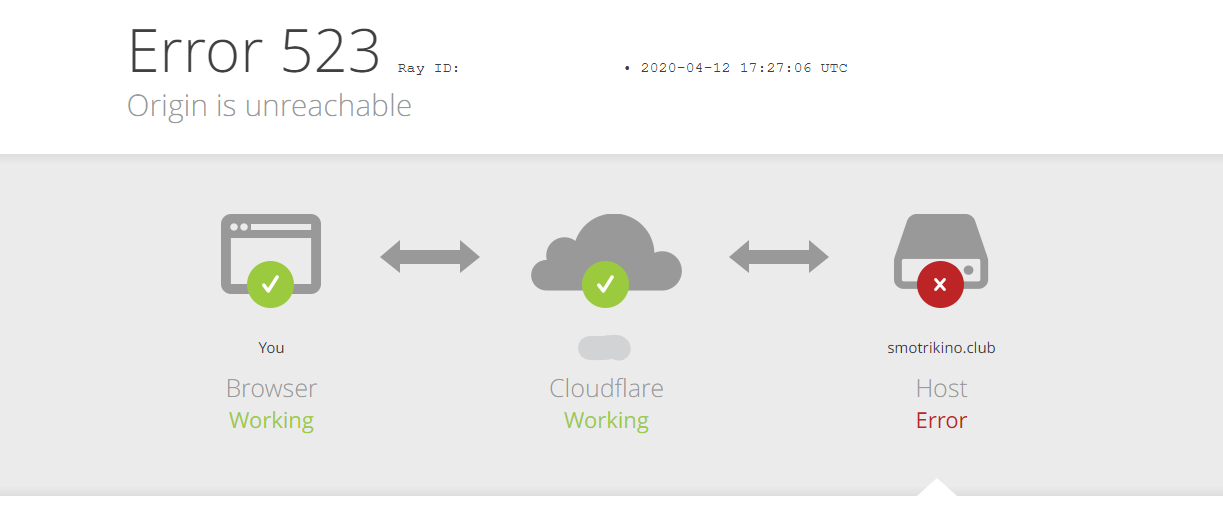 Error 523 Ray ID: • 2020-04-12 17:27:06 UTC
Origin is unreachable
You
smotrikino.club
Browser
Cloudflare
Host
Working
Working
Error